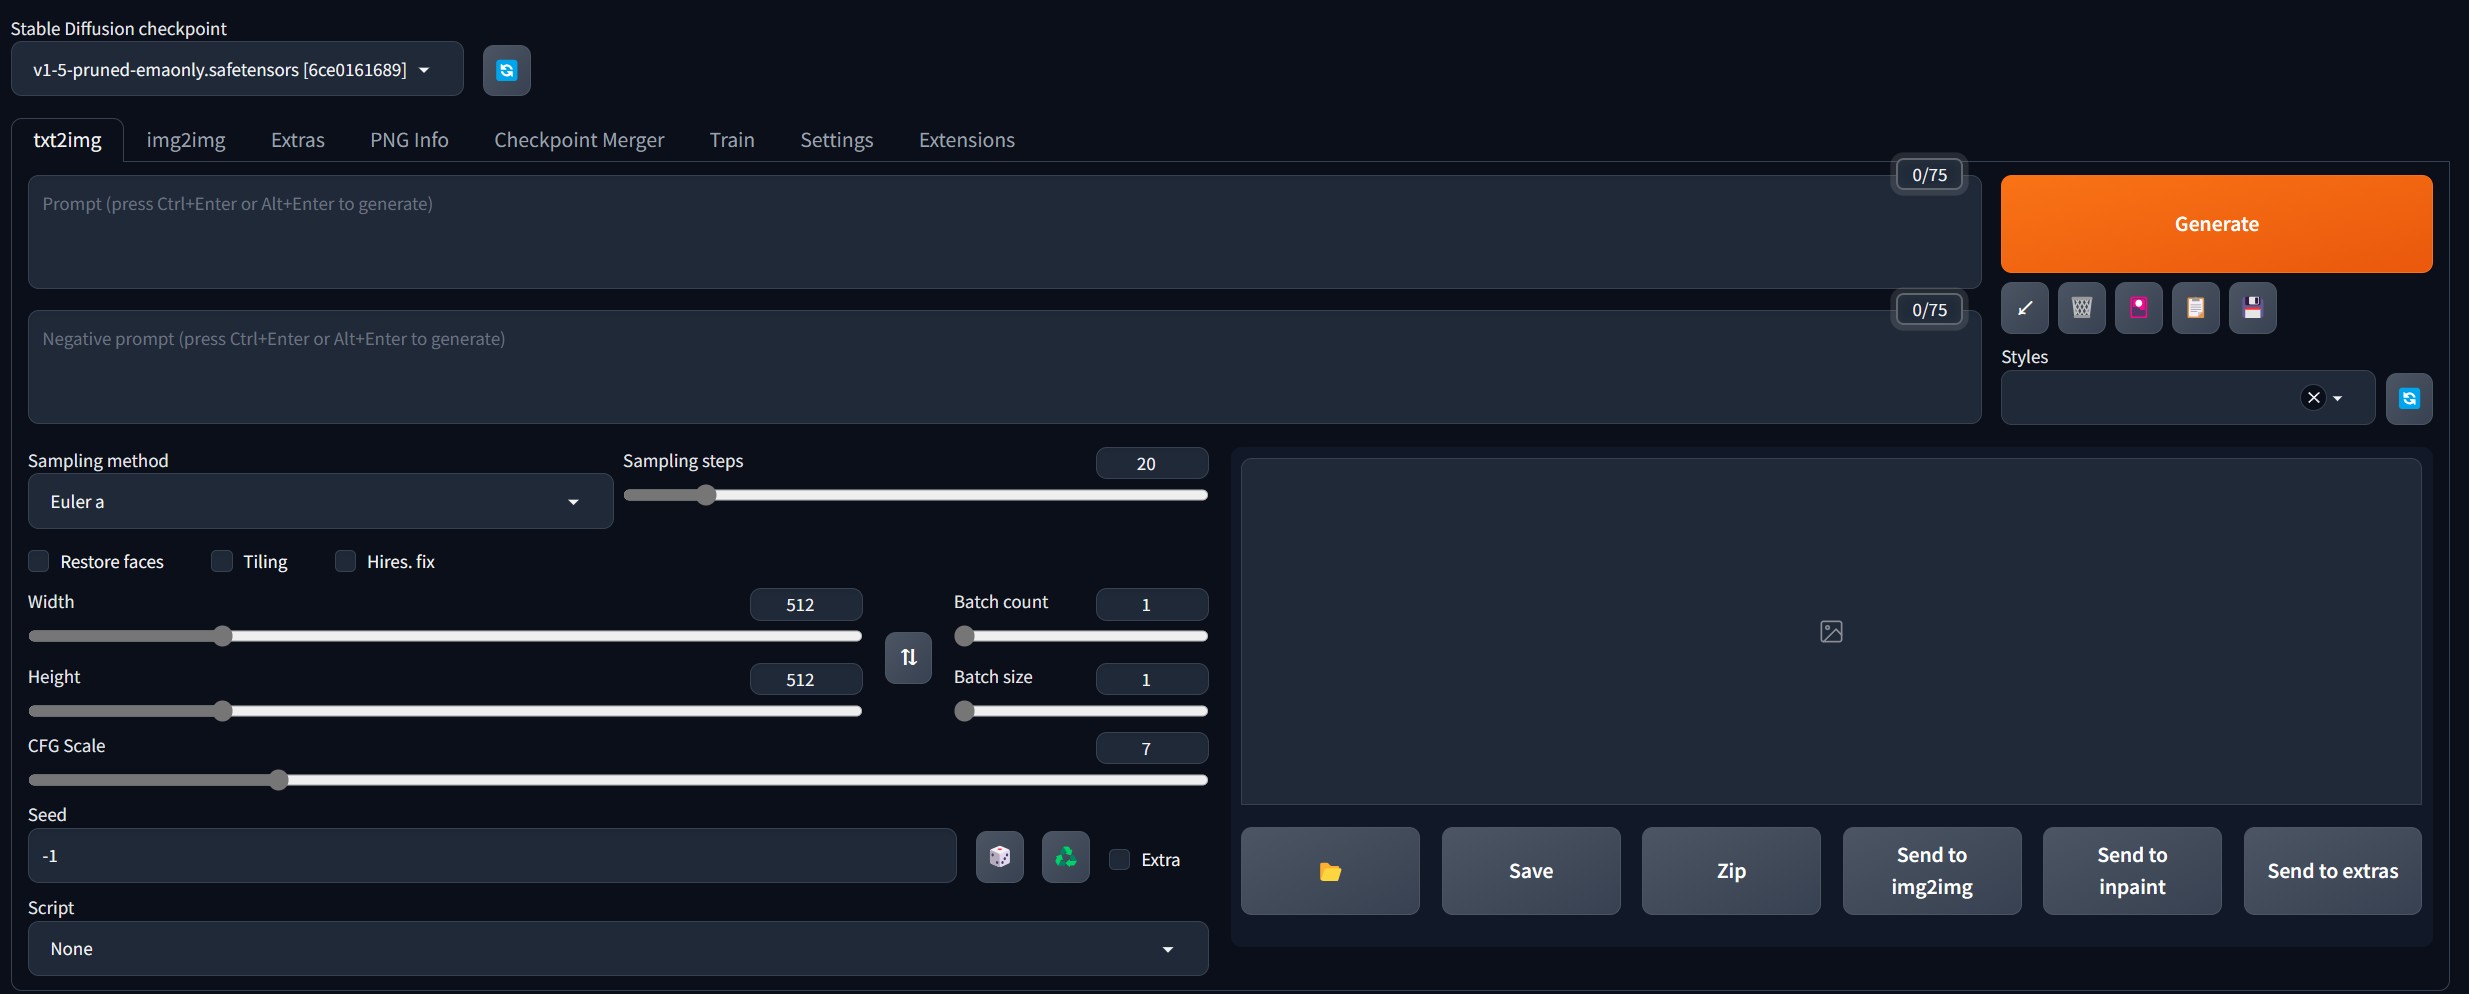 Stable Diffusion checkpoint
v1-5-pruned-emaonly.safetensors [6ce0161689]
txt2img
img2img
Extras
PNG Info
Checkpoint Merger
Train
Settings
Extensions
0/75
Prompt (press Ctrl+Enter or Alt+Enter to generate)
Generate
0/75
Negative prompt (press Ctrl+Enter or Alt+Enter to generate)
Styles
Sampling method
Euler a
Sampling steps
20
Restore faces
Tiling
Hires. fix
Width
512
Height
512
Batch count
1
Batch size
1
CFG Scale
7
Seed
-1
Extra
Script
None
Save
Zip
Send to
img2img
Send to
inpaint
Send to extras